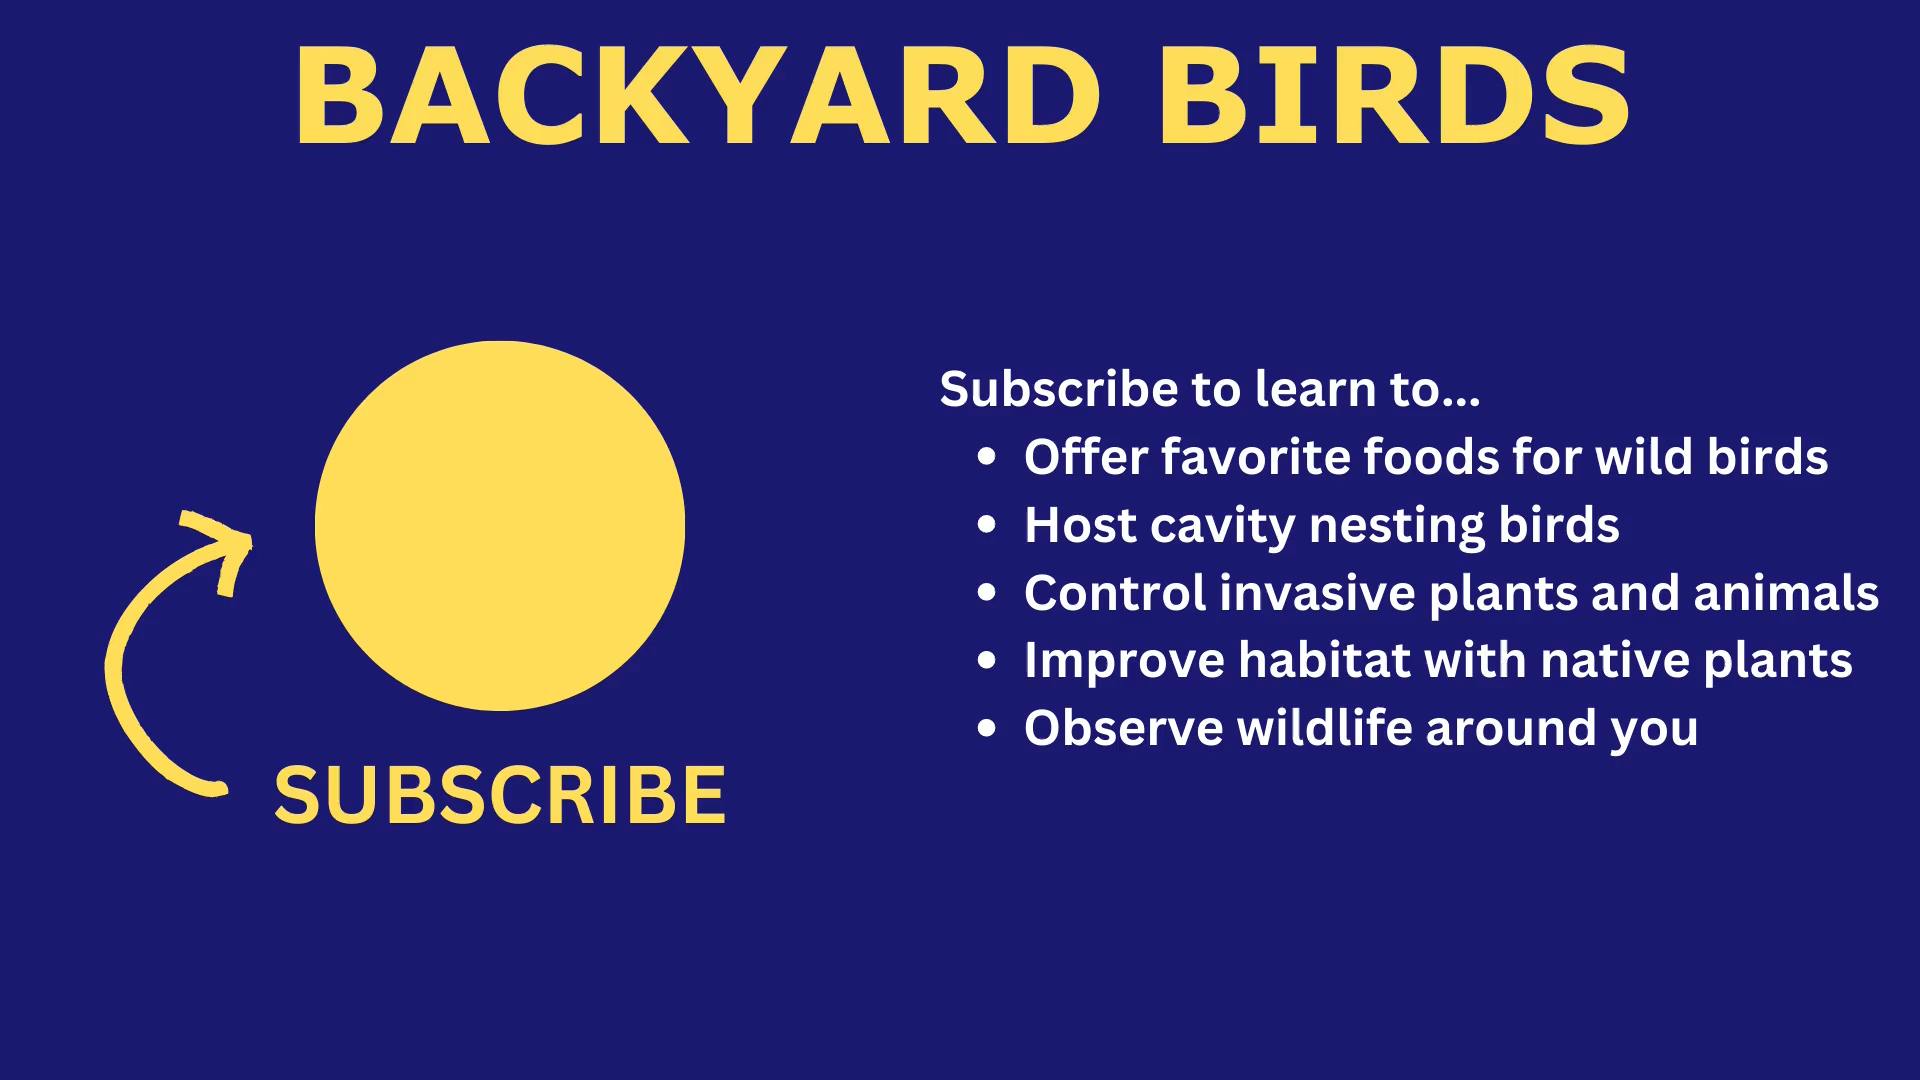 BACKYARD BIRDS
Subscribe to learn to...
• Offer favorite foods for wild birds
• Host cavity nesting birds
• Control invasive plants and animals
• Improve habitat with native plants
• Observe wildlife around you
SUBSCRIBE